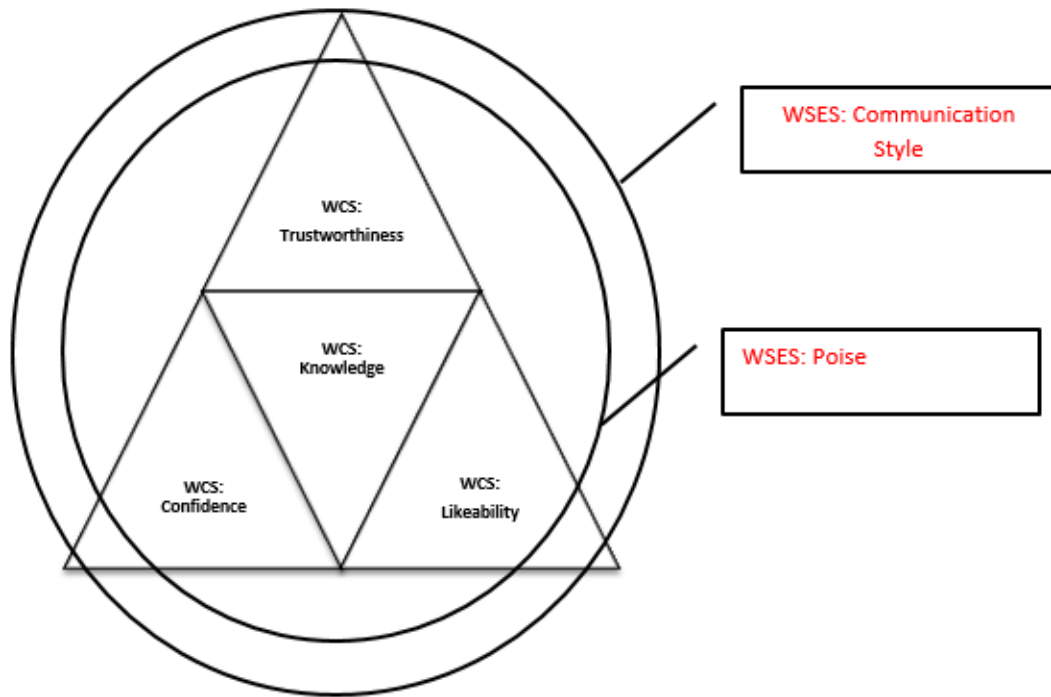 WSES: Communication
Style
WCS:
Trustworthiness
WCS:
Knowledge
WSES: Poise
WCS:
Confidence
WCS:
Likeability